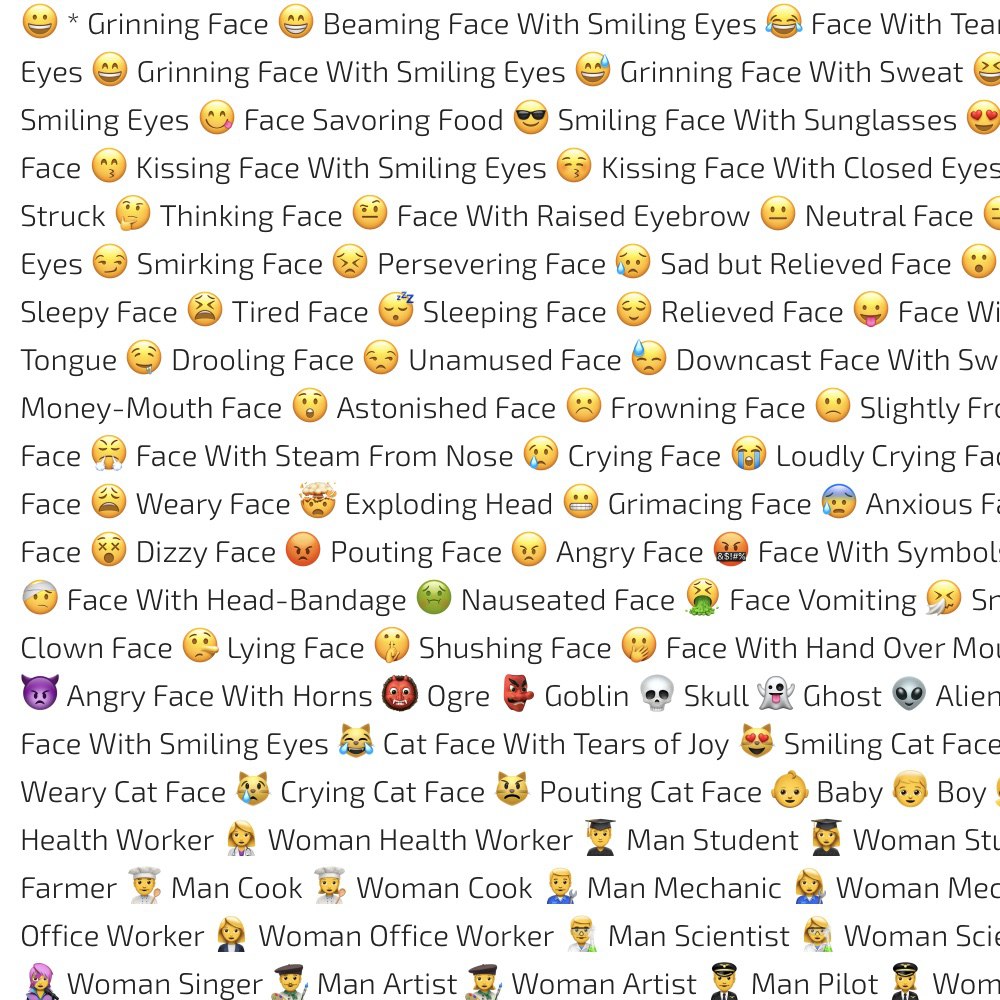 😀 * Grinning Face 😁 Beaming Face With Smiling Eyes 😂 Face With Tear
Eyes 😄 Grinning Face With Smiling Eyes 😅 Grinning Face With Sweat 😆
Smiling Eyes 😋 Face Savoring Food 😎 Smiling Face With Sunglasses 😍
Face 😙 Kissing Face With Smiling Eyes 😚 Kissing Face With Closed Eyes
Struck 🤔 Thinking Face 🤨 Face With Raised Eyebrow 😐 Neutral Face
Eyes 😏 Smirking Face 😣 Persevering Face 😥 Sad but Relieved Face 😮
Sleepy Face 😫 Tired Face 😴 Sleeping Face 😌 Relieved Face 😛 Face Wi
Tongue 🤤 Drooling Face 😒 Unamused Face 😓 Downcast Face With Sw
Money-Mouth Face 😲 Astonished Face ☹️ Frowning Face 🙁 Slightly Fro
Face 😤 Face With Steam From Nose 😢 Crying Face 😭 Loudly Crying Fac
Face 😩 Weary Face 🤯 Exploding Head 😬 Grimacing Face 😰 Anxious Fa
Face 😵 Dizzy Face 😡 Pouting Face 😠 Angry Face 🤬 Face With Symbols
🤕 Face With Head-Bandage 🤢 Nauseated Face 🤮 Face Vomiting 🤧 Sn
Clown Face 🤥 Lying Face 🤫 Shushing Face 🤭 Face With Hand Over Mou
👿 Angry Face With Horns 👹 Ogre 👺 Goblin 💀 Skull 👻 Ghost 👽 Alien
Face With Smiling Eyes 😹 Cat Face With Tears of Joy 😻 Smiling Cat Face
Weary Cat Face 😿 Crying Cat Face 😾 Pouting Cat Face 👶 Baby 👦 Boy
Health Worker 👩‍⚕️ Woman Health Worker 👨‍🎓 Man Student 👩‍🎓 Woman Stu
Farmer 👨‍🍳 Man Cook 👩‍🍳 Woman Cook 👨‍🔧 Man Mechanic 👩‍🔧 Woman Mec
Office Worker 👩‍💼 Woman Office Worker 👨‍🔬 Man Scientist 👩‍🔬 Woman Scie
👩‍🎤 Woman Singer 👨‍🎨 Man Artist 👩‍🎨 Woman Artist 👨‍✈️ Man Pilot 👩‍✈️ Wom